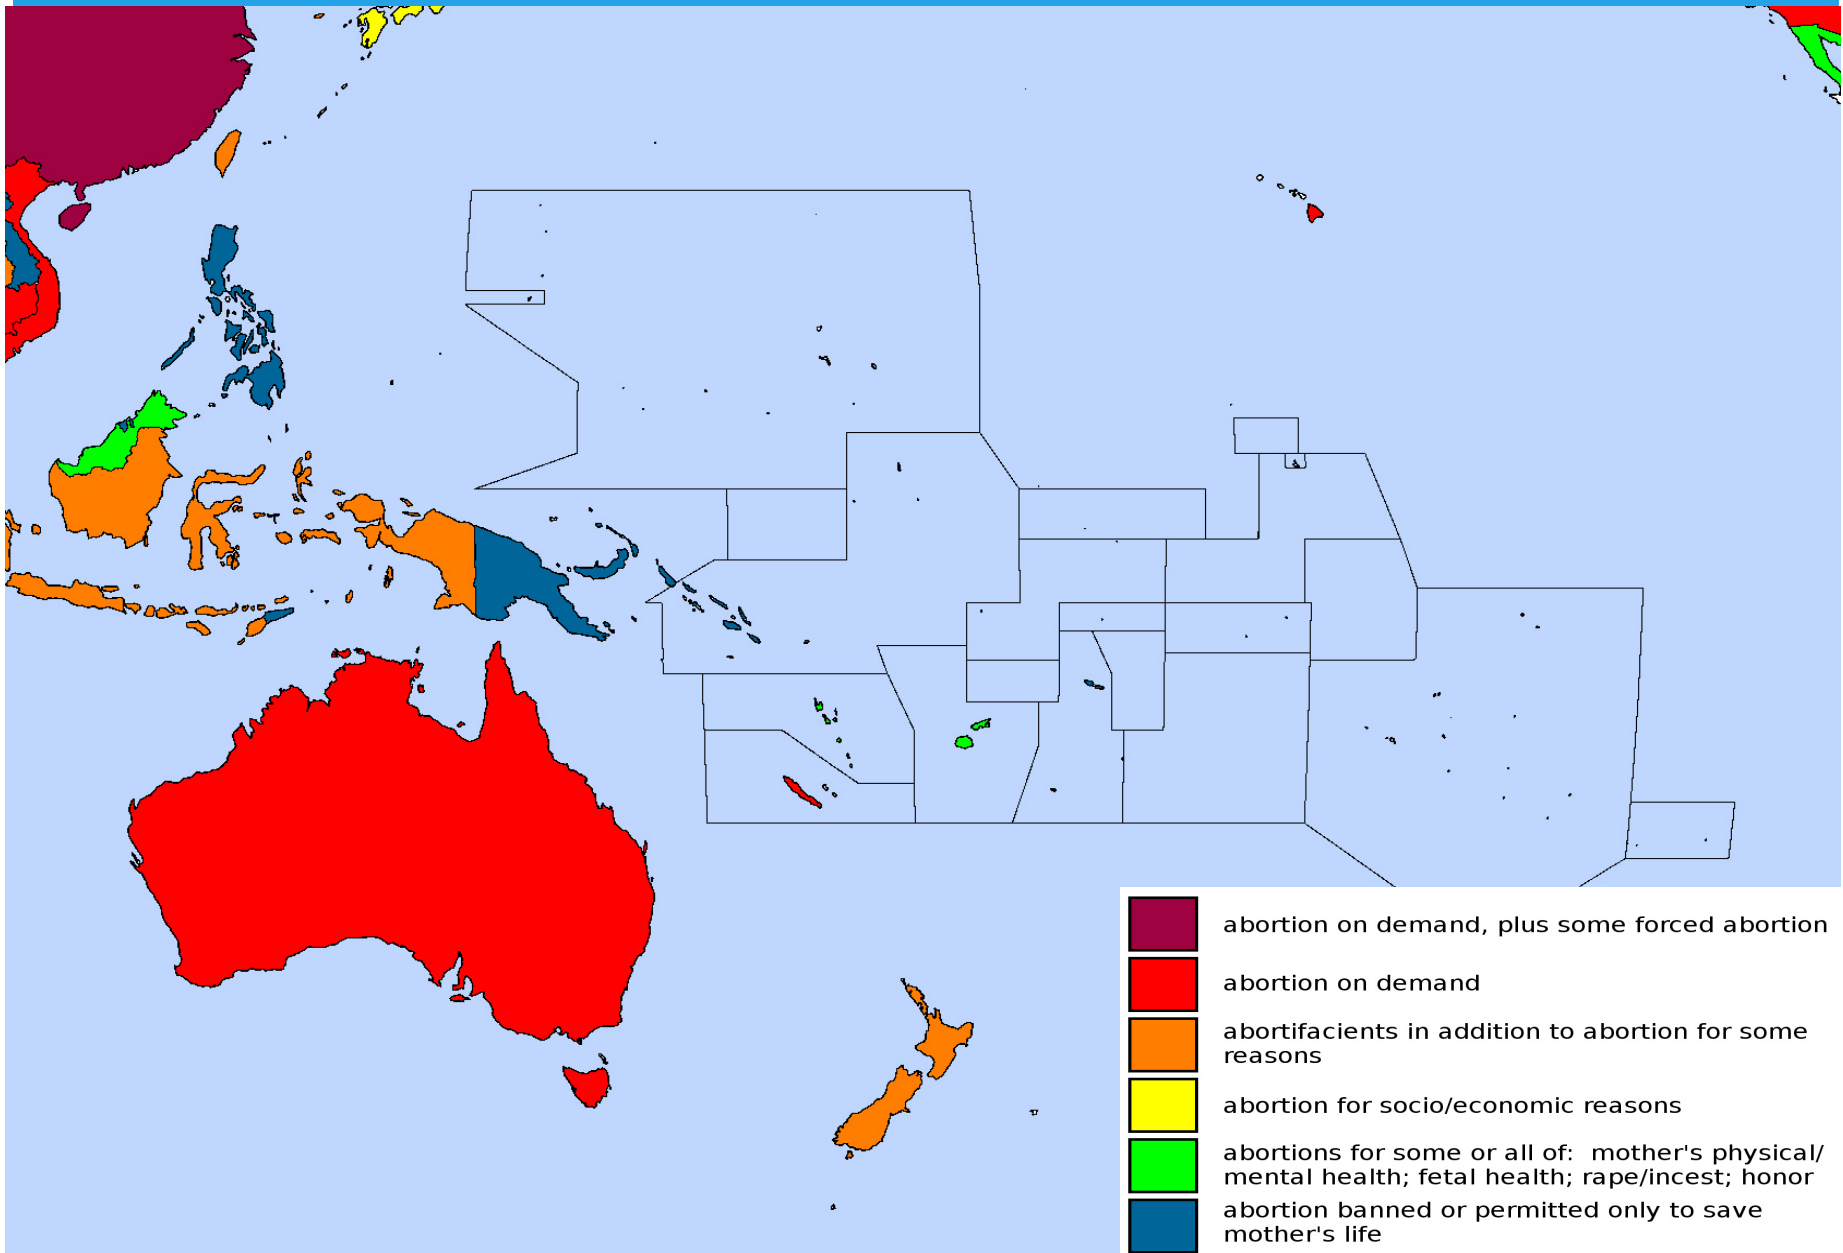 abortion on demand, plus some forced abortion
abortion on demand
abortifacients in addition to abortion for some
reasons
abortion for socio/economic reasons
abortions for some or all of:  mother's physical/
mental health; fetal health; rape/incest; honor
abortion banned or permitted only to save
mother's life